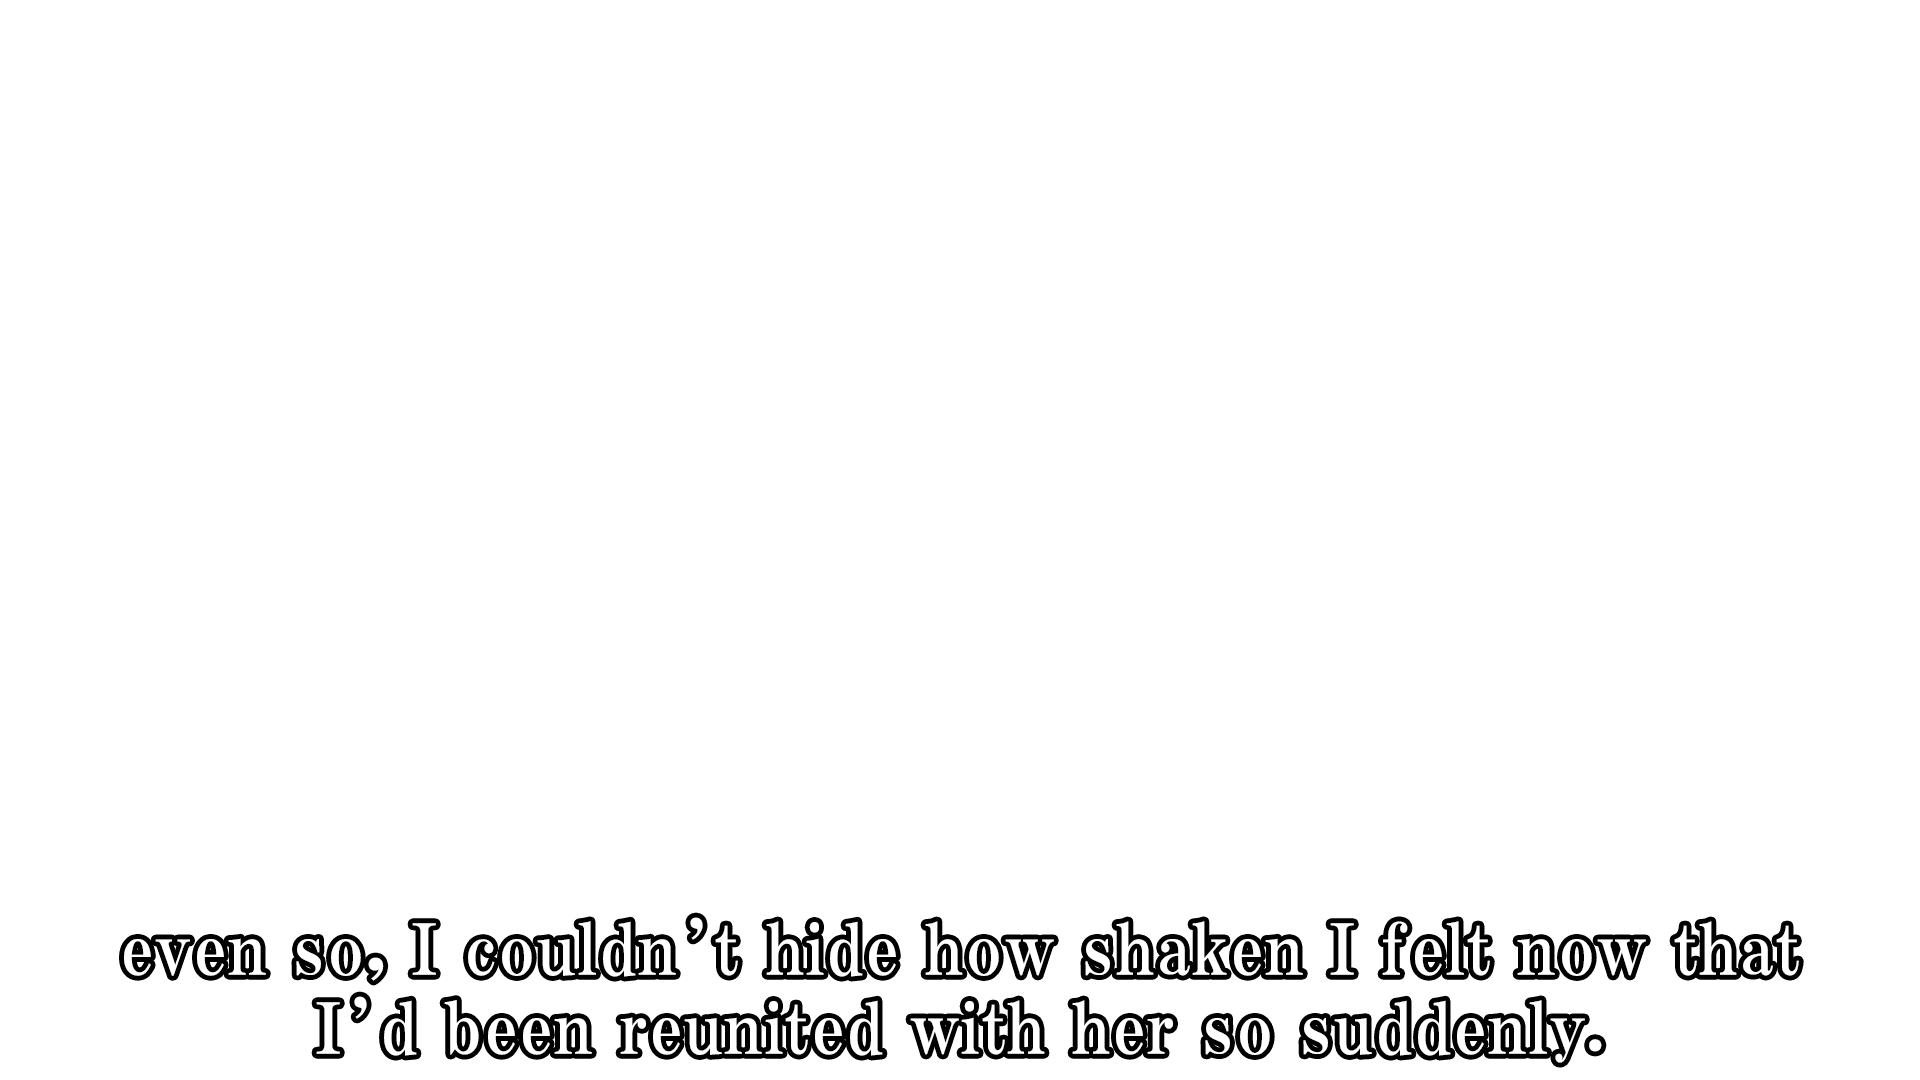 even so, I couldn’t hide how shaken I felt now that
I’d been reunited with her so suddenly.